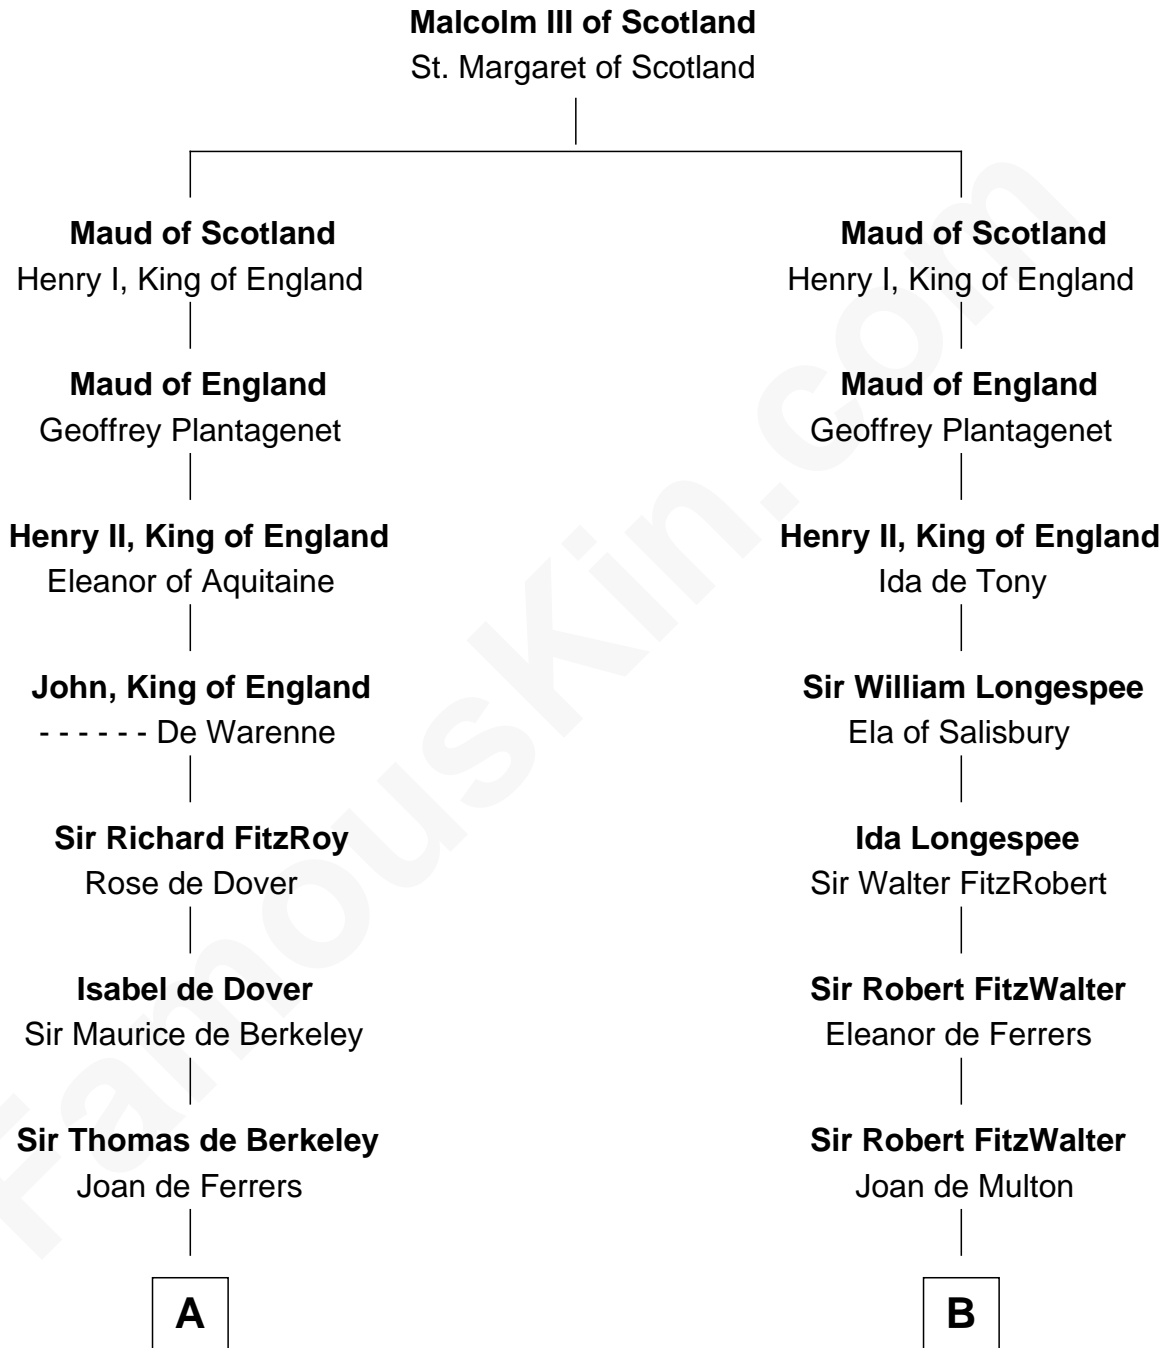 Malcolm III of Scotland
St. Margaret of Scotland
Maud of Scotland
Henry I, King of England
Maud of England
Geoffrey Plantagenet
Henry II, King of England
Eleanor of Aquitaine
John, King of England
- - - - - - De Warenne
Sir Richard FitzRoy
Rose de Dover
Isabel de Dover
Sir Maurice de Berkeley
Sir Thomas de Berkeley
Joan de Ferrers
A
Maud of Scotland
Henry I, King of England
Maud of England
Geoffrey Plantagenet
Henry II, King of England
Ida de Tony
Sir William Longespee
Ela of Salisbury
Ida Longespee
Sir Walter FitzRobert
Sir Robert FitzWalter
Eleanor de Ferrers
Sir Robert FitzWalter
Joan de Multon
B
FamousKin.com